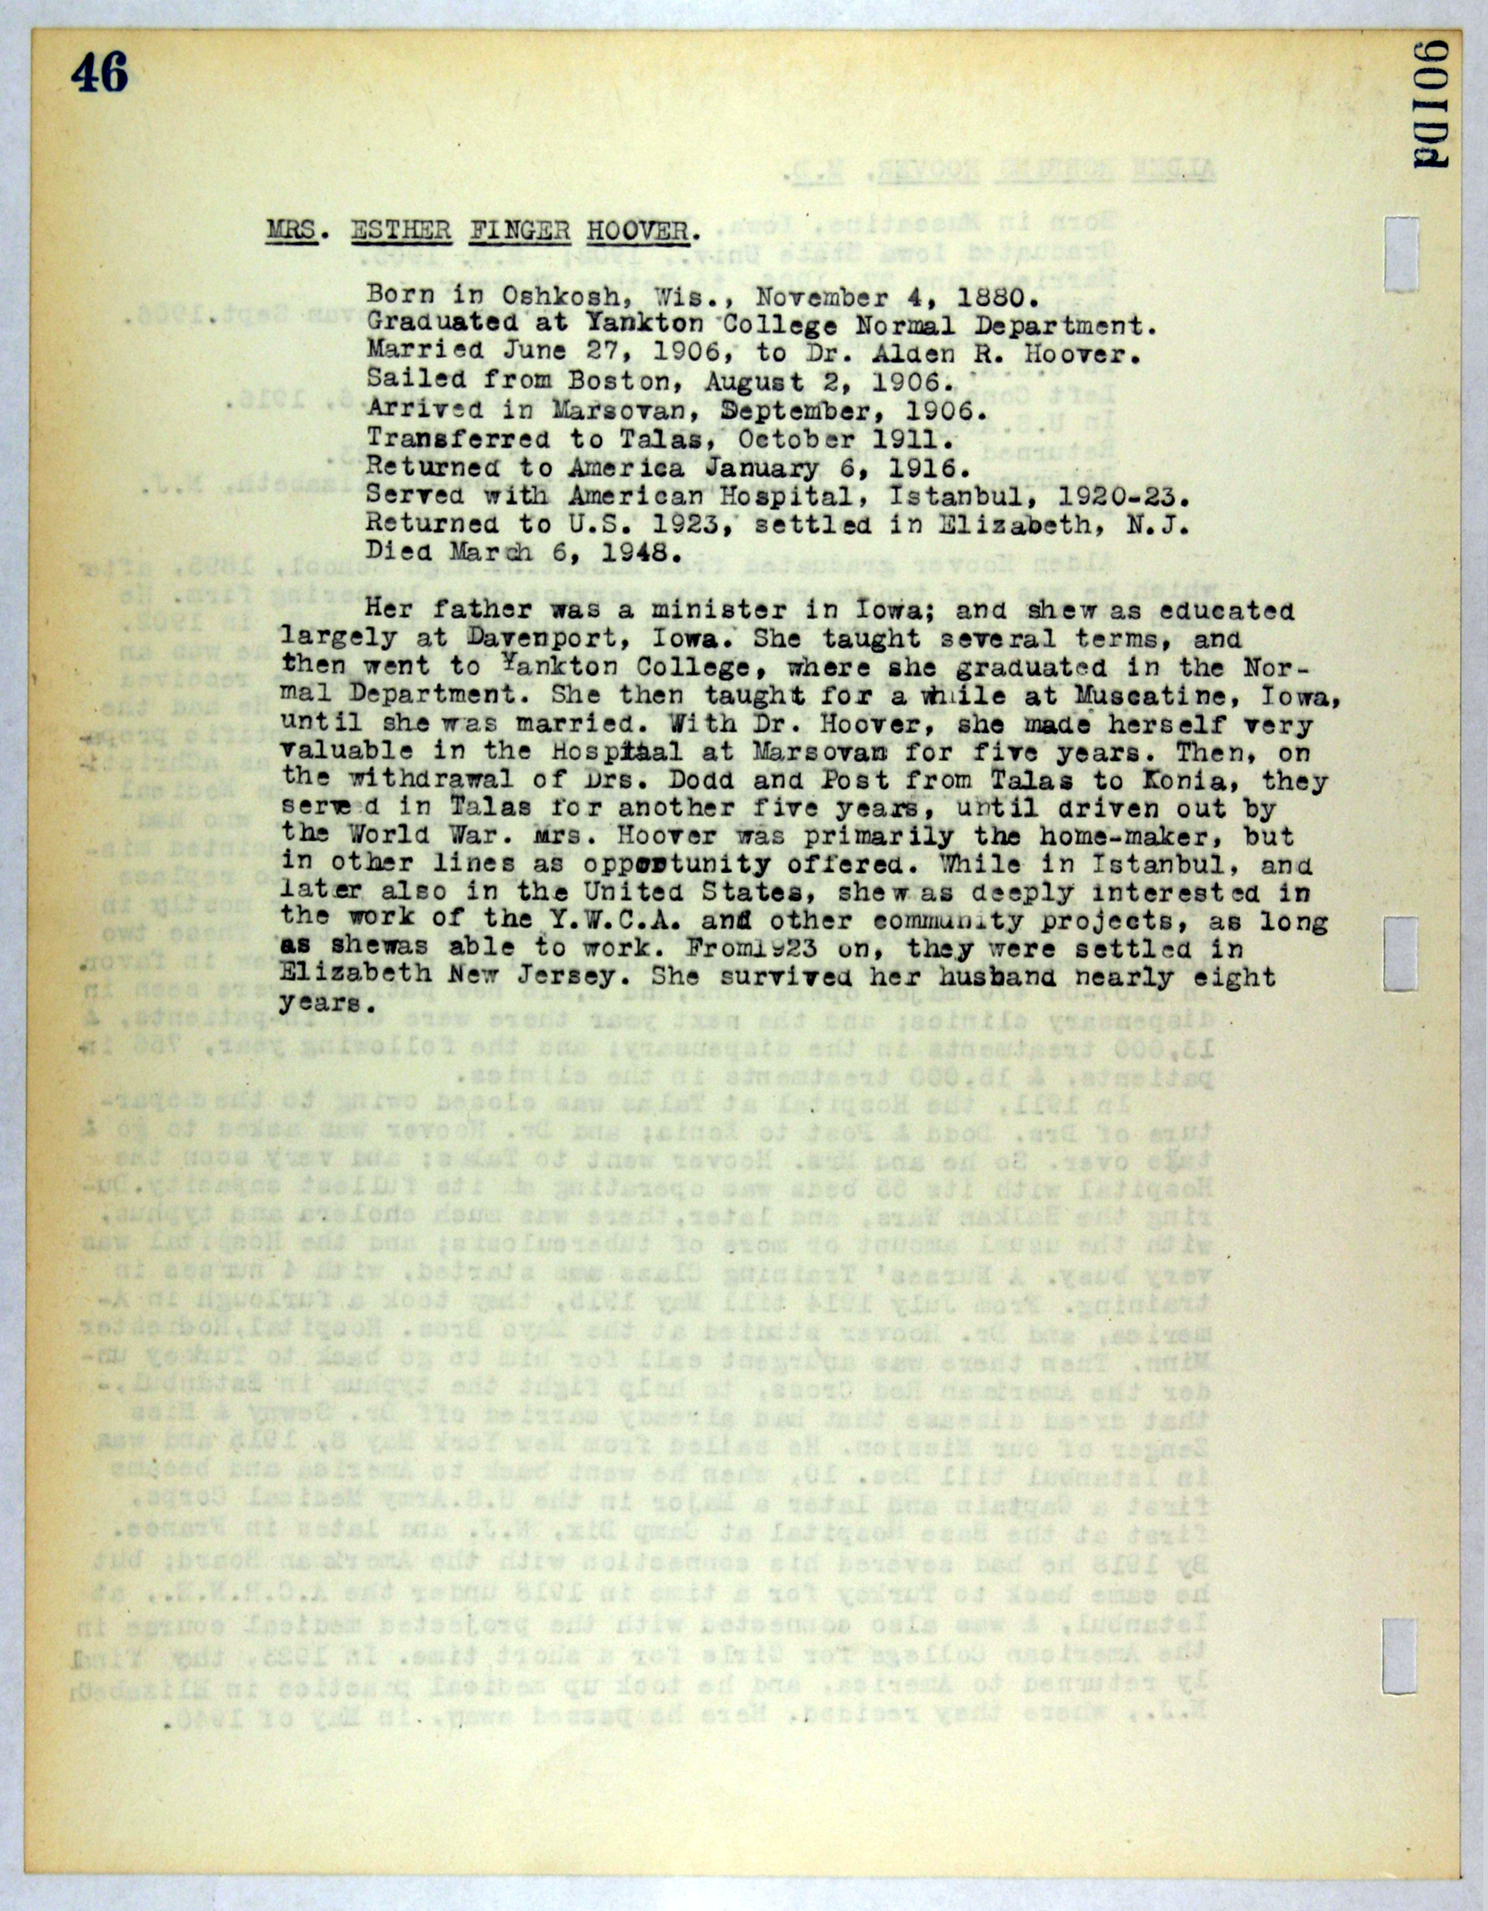 46
pd106
MRS. ESTHER FINGER HOOVER.
Born in Oshkosh, Wis., November 4, 1880.
Graduated at Yankton College Normal Department.
Married June 27, 1906, to Dr. Alden R. Hoover.
Sailed from Boston, August 2, 1906.
Arrived in Marsovan, September, 1906.
Transferred to Talas, October 1911.
Returned to America January 6, 1916.
Served with American Hospital, Istanbul, 1920-23.
Returned to U.S. 1923, settled in Elizabeth, N.J.
Died March 6, 1948.
Her father was a minister in Iowa; and shew as educated
largely at Davenport, Iowa. She taught several terms, and
then went to Yankton College, where she graduated in the Nor-
mal Department. She then taught for a while at Muscatine, Iowa,
until she was married. With Dr. Hoover, she made herself very
valuable in the Hospital at Marsovan for five years. Then, on
the withdrawal of Drs. Dodd and Post from Talas to Konia, they
served in Talas for another five years, until driven out by
the World War. Mrs. Hoover was primarily the home-maker, but
in other lines as opportunity offered. While in Istanbul, and
later also in the United States, shew as deeply interested in
the work of the Y.W.C.A. and other community projects, as long
as shewas able to work. From1923 on, they were settled in
Elizabeth New Jersey. She survived her husband nearly eight
years.